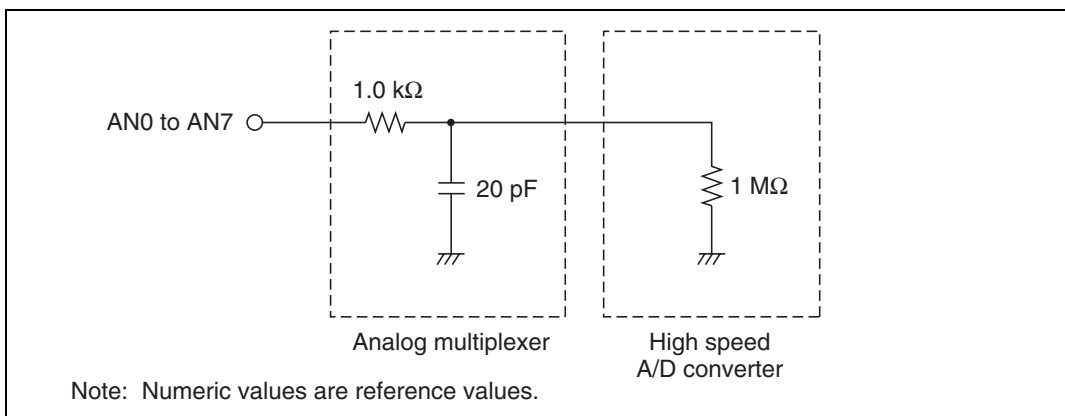 1.0 kΩ
AN0 to AN7
20 pF
1 MΩ
Analog multiplexer
High speed
A/D converter
Note: Numeric values are reference values.